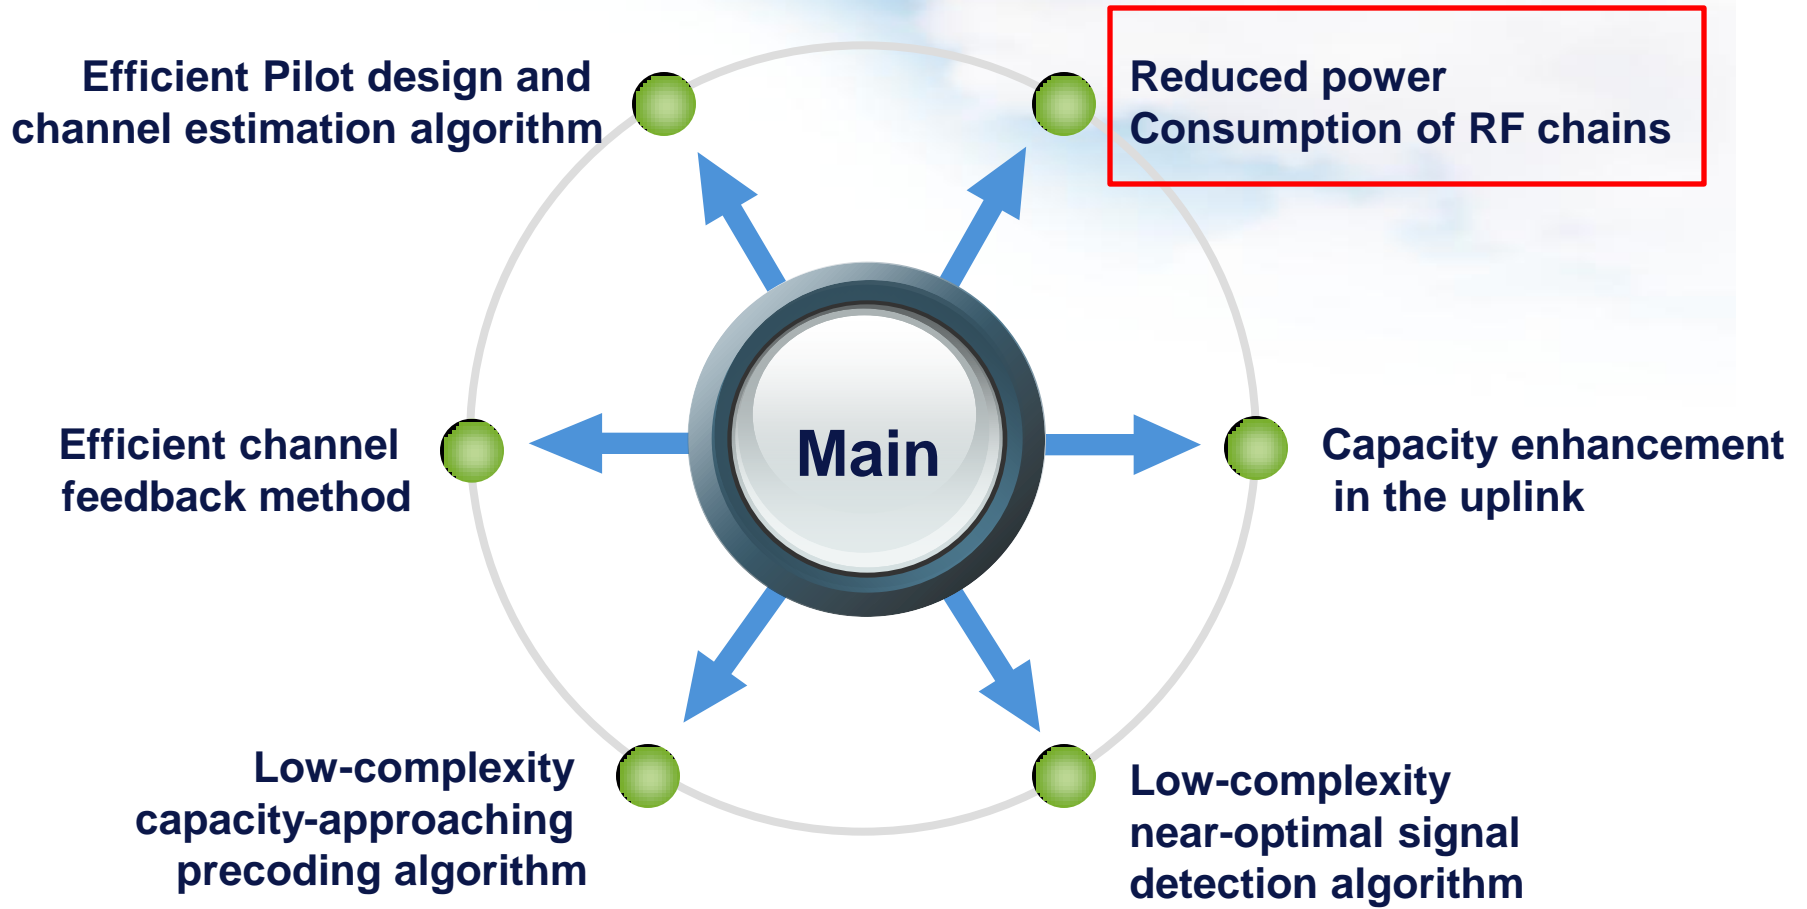 Efficient Pilot design and
channel estimation algorithm
Reduced power
Consumption of RF chains
Efficient channel
feedback method
Main
Capacity enhancement
in the uplink
Low-complexity
capacity-approaching
precoding algorithm
Low-complexity
near-optimal signal
detection algorithm